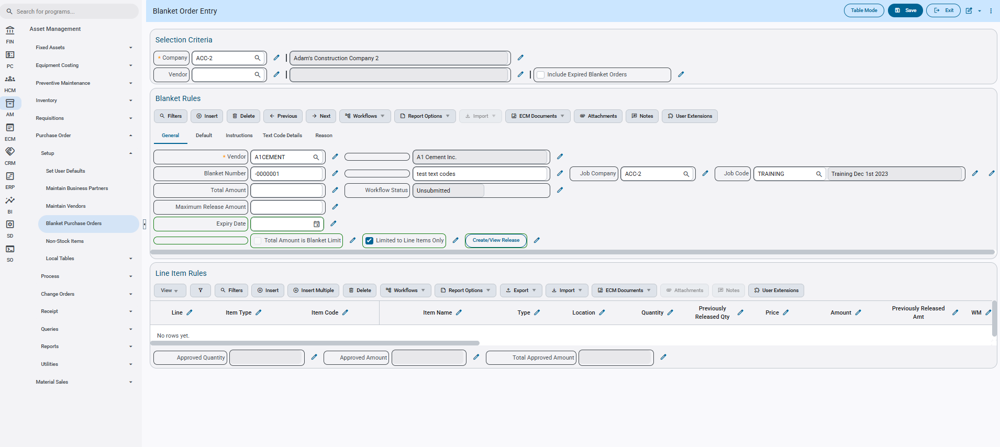 Search for programs...
FIN
PC
HCM
AM
ECM
CRM
ERP
BI
SD
SO
Asset Management
Fixed Assets
Equipment Costing
Preventive Maintenance
Inventory
Requisitions
Purchase Order
Setup
Set User Defaults
Maintain Business Partners
Maintain Vendors
Blanket Purchase Orders
Non-Stock Items
Local Tables
Process
Change Orders
Receipt
Queries
Reports
Utilities
Material Sales
Blanket Order Entry
Table Mode Save Exit
Selection Criteria
* Company ACC-2 Adam's Construction Company 2
Vendor Include Expired Blanket Orders
Blanket Rules
Filters Insert Delete Previous Next Workflows Report Options Import ECM Documents Attachments Notes User Extensions
General Default Instructions Text Code Details Reason
* Vendor A1CEMENT A1 Cement Inc.
Blanket Number -0000001 test text codes Job Company ACC-2 Job Code TRAINING Training Dec 1st 2023
Total Amount Workflow Status Unsubmitted
Maximum Release Amount
Expiry Date
Total Amount is Blanket Limit Limited to Line Items Only Create/View Release
Line Item Rules
View Filters Insert Insert Multiple Delete Workflows Report Options Export Import ECM Documents Attachments Notes User Extensions
Line Item Type Item Code Item Name Type Location Quantity Previously Released Qty Price Amount Previously Released Amt WM
No rows yet.
Approved Quantity Approved Amount Total Approved Amount